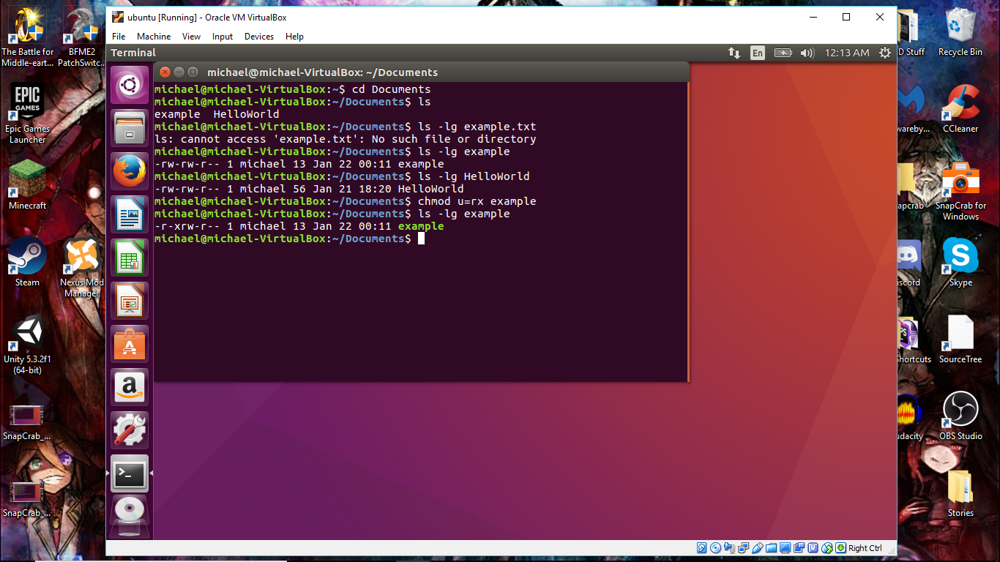 ubuntu [Running] - Oracle VM VirtualBox
File Machine View Input Devices Help
Terminal
En
12:13 AM
michael@michael-VirtualBox: ~/Documents
michael@michael-VirtualBox:~$ cd Documents
michael@michael-VirtualBox:~/Documents$ ls
example  HelloWorld
michael@michael-VirtualBox:~/Documents$ ls -lg example.txt
ls: cannot access 'example.txt': No such file or directory
michael@michael-VirtualBox:~/Documents$ ls -lg example
-rw-rw-r-- 1 michael 13 Jan 22 00:11 example
michael@michael-VirtualBox:~/Documents$ ls -lg HelloWorld
-rw-rw-r-- 1 michael 56 Jan 21 18:20 HelloWorld
michael@michael-VirtualBox:~/Documents$ chmod u=rx example
michael@michael-VirtualBox:~/Documents$ ls -lg example
-r-xrw-r-- 1 michael 13 Jan 22 00:11 example
michael@michael-VirtualBox:~/Documents$
Right Ctrl
The Battle for
Middle-eart...
BFME2
PatchSwitc...
EPIC
GAMES
Epic Games
Launcher
Minecraft
Steam
Nexus Mod
Manager
Unity 5.3.2f1
(64-bit)
SnapCrab_...
SnapCrab_...
D Stuff
Recycle Bin
wareby...
CCleaner
apcrab
SnapCrab for
Windows
iscord
Skype
Shortcuts
SourceTree
udacity
OBS Studio
Stories